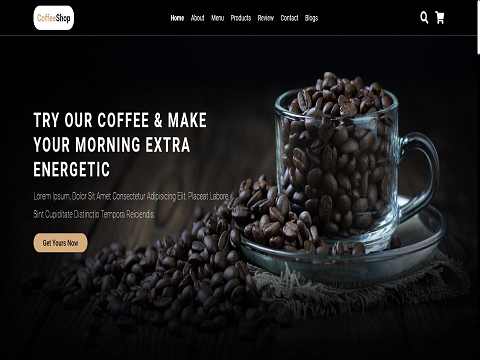 CoffeeShop
Home About Menu Products Review Contact Blogs
TRY OUR COFFEE & MAKE
YOUR MORNING EXTRA
ENERGETIC
Lorem Ipsum, Dolor Sit Amet Consectetur Adipisicing Elit. Placeat Labore,
Sint Cupiditate Distinctio Tempora Reiciendis.
Get Yours Now